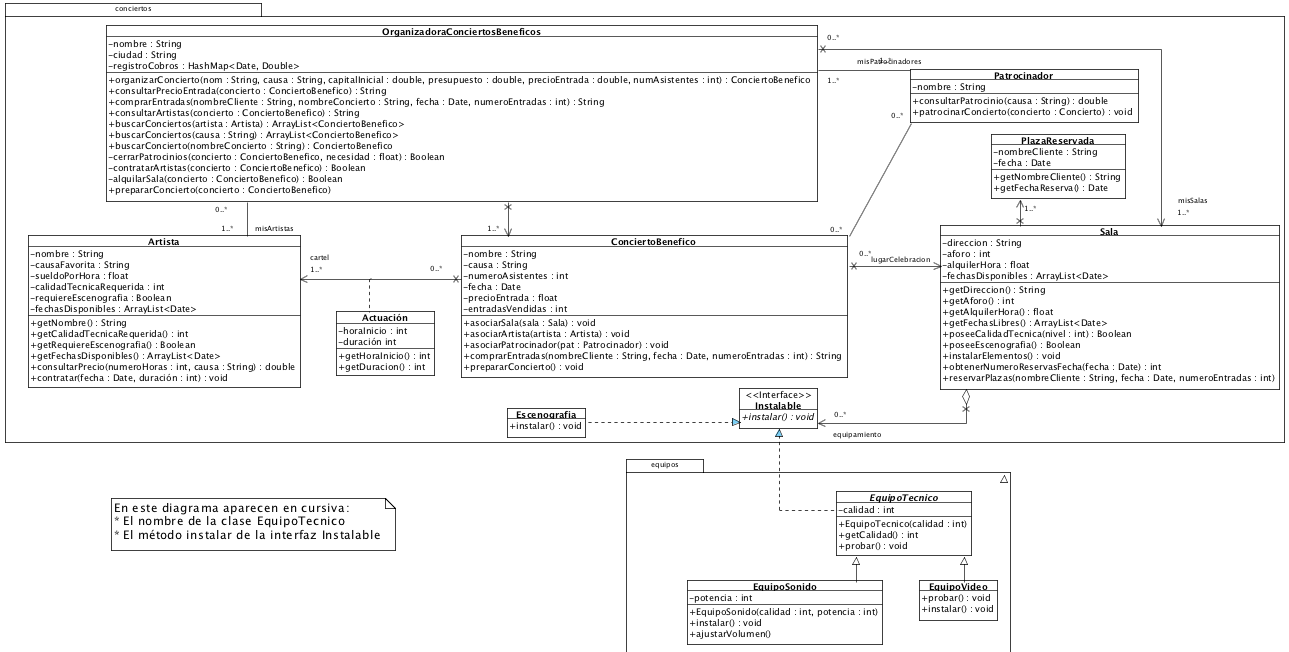 conciertos
OrganizadoraConciertosBeneficos
-nombre : String
-ciudad : String
-registroCobros : HashMap<Date, Double>
+organizarConcierto(nom : String, causa : String, capitalInicial : double, presupuesto : double, precioEntrada : double, numAsistentes : int) : ConciertoBenefico
+consultarPrecioEntrada(concierto : ConciertoBenefico) : String
+comprarEntradas(nombreCliente : String, nombreConcierto : String, fecha : Date, numeroEntradas : int) : String
+consultarArtistas(concierto : ConciertoBenefico) : String
+buscarConciertos(artista : Artista) : ArrayList<ConciertoBenefico>
+buscarConciertos(causa : String) : ArrayList<ConciertoBenefico>
+buscarConcierto(nombreConcierto : String) : ConciertoBenefico
-cerrarPatrocinios(concierto : ConciertoBenefico, necesidad : float) : Boolean
-contratarArtistas(concierto : ConciertoBenefico) : Boolean
-alquilarSala(concierto : ConciertoBenefico) : Boolean
+prepararConcierto(concierto : ConciertoBenefico)
0..*
misPatrocinadores
1..*
Patrocinador
-nombre : String
+consultarPatrocinio(causa : String) : double
+patrocinarConcierto(concierto : Concierto) : void
0..*
PlazaReservada
-nombreCliente : String
-fecha : Date
+getNombreCliente() : String
+getFechaReserva() : Date
1..*
misSalas
1..*
0..*
1..*
misArtistas
1..*
0..*
Artista
-nombre : String
-causaFavorita : String
-sueldoPorHora : float
-calidadTecnicaRequerida : int
-requiereEscenografia : Boolean
-fechasDisponibles : ArrayList<Date>
+getNombre() : String
+getCalidadTecnicaRequerida() : int
+getRequiereEscenografia() : Boolean
+getFechasDisponibles() : ArrayList<Date>
+consultarPrecio(numeroHoras : int, causa : String) : double
+contratar(fecha : Date, duración : int) : void
cartel
1..*
0..*
Actuación
-horaInicio : int
-duración int
+getHoraInicio() : int
+getDuracion() : int
ConciertoBenefico
-nombre : String
-causa : String
-numeroAsistentes : int
-fecha : Date
-precioEntrada : float
-entradasVendidas : int
+asociarSala(sala : Sala) : void
+asociarArtista(artista : Artista) : void
+asociarPatrocinador(pat : Patrocinador) : void
+comprarEntradas(nombreCliente : String, fecha : Date, numeroEntradas : int) : String
+prepararConcierto() : void
0..*
lugarCelebracion
Sala
-direccion : String
-aforo : int
-alquilerHora : float
-fechasDisponibles : ArrayList<Date>
+getDireccion() : String
+getAforo() : int
+getAlquilerHora() : float
+getFechasLibres() : ArrayList<Date>
+poseeCalidadTecnica(nivel : int) : Boolean
+poseeEscenografia() : Boolean
+instalarElementos() : void
+obtenerNumeroReservasFecha(fecha : Date) : int
+reservarPlazas(nombreCliente : String, fecha : Date, numeroEntradas : int)
<<Interface>>
Instalable
+instalar() : void
0..*
equipamiento
Escenografia
+instalar() : void
equipos
EquipoTecnico
-calidad : int
+EquipoTecnico(calidad : int)
+getCalidad() : int
+probar() : void
EquipoSonido
-potencia : int
+EquipoSonido(calidad : int, potencia : int)
+instalar() : void
+ajustarVolumen()
EquipoVideo
+probar() : void
+instalar() : void
En este diagrama aparecen en cursiva:
* El nombre de la clase EquipoTecnico
* El método instalar de la interfaz Instalable